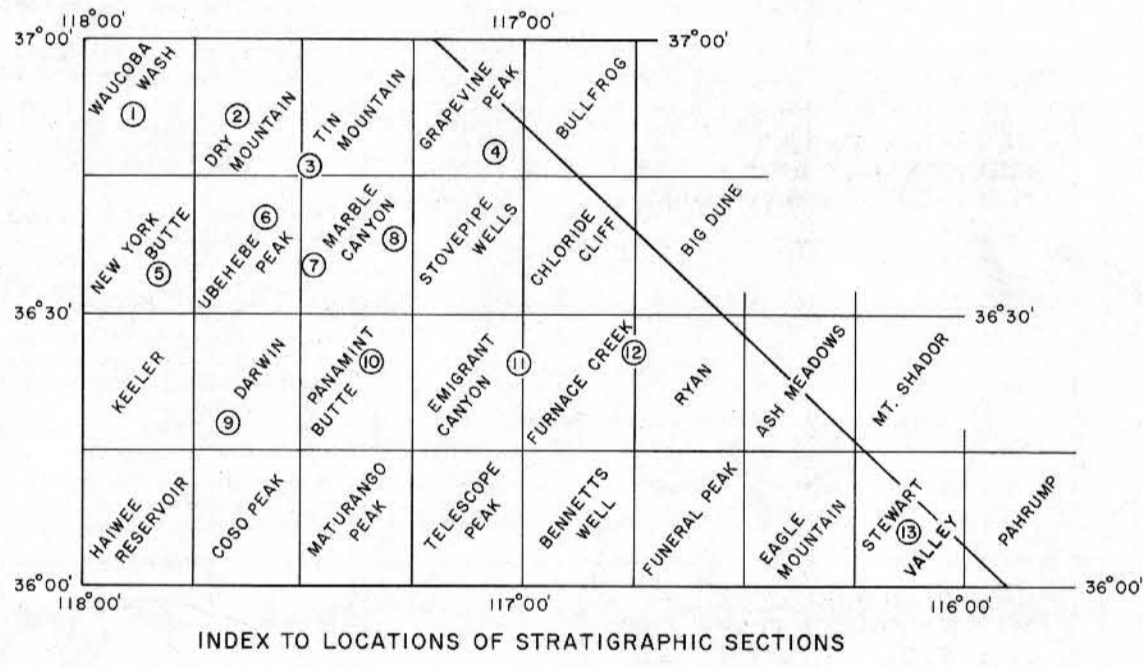 118°00'
117°00'
37°00'
37°00'
WAUCOBA
WASH
1
2
DRY
MOUNTAIN
3
TIN
MOUNTAIN
GRAPEVINE
PEAK
4
BULLFROG
NEW YORK
BUTTE
5
UBEHEBE
PEAK
6
7
MARBLE
CANYON
8
STOVEPIPE
WELLS
CHLORIDE
CLIFF
BIG DUNE
36°30'
36°30'
KEELER
DARWIN
9
PANAMINT
BUTTE
10
EMIGRANT
CANYON
11
FURNACE CREEK
12
RYAN
ASH MEADOWS
MT. SHADOR
HAIWEE
RESERVOIR
COSO PEAK
MATURANGO
PEAK
TELESCOPE
PEAK
BENNETTS
WELL
FUNERAL PEAK
EAGLE
MOUNTAIN
STEWART
VALLEY
13
PAHRUMP
36°00'
36°00'
118°00'
117°00'
116°00'
INDEX TO LOCATIONS OF STRATIGRAPHIC SECTIONS